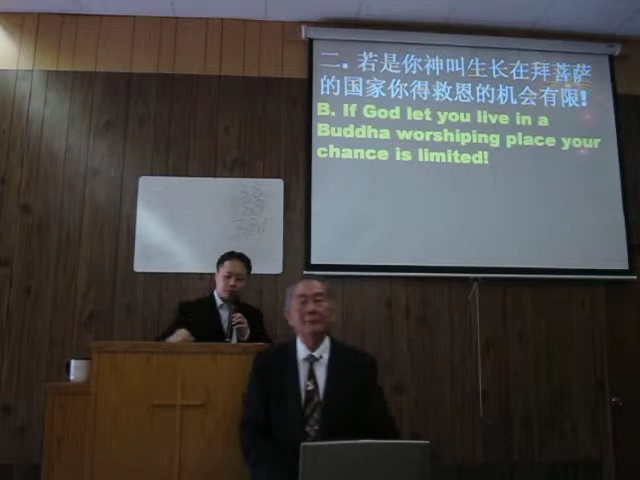 二. 若是你神叫生长在拜菩萨
的国家你得救恩的机会有限!
B. If God let you live in a
Buddha worshiping place your
chance is limited!